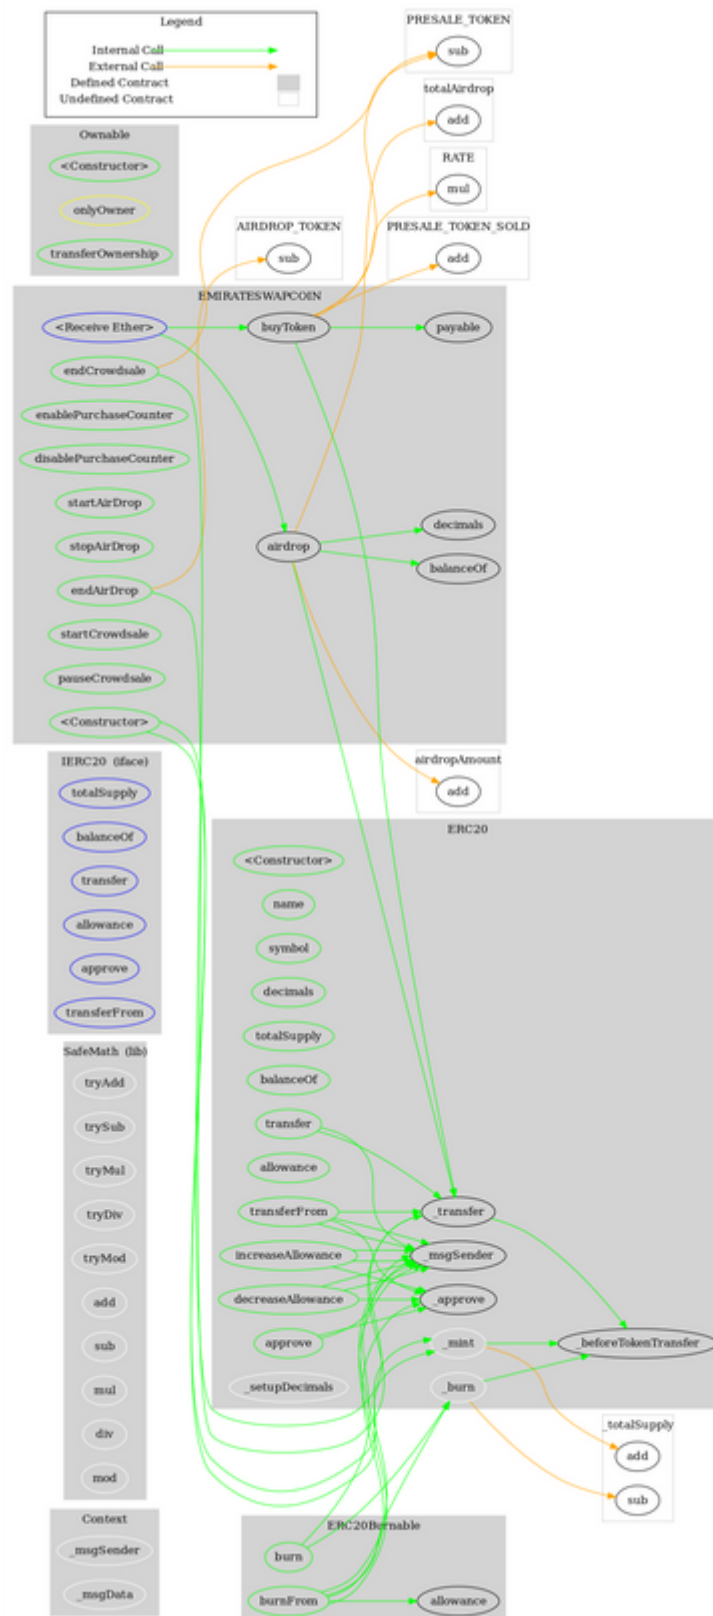 Legend
Internal Call
External Call
Defined Contract
Undefined Contract
PRESALE_TOKEN
sub
totalAirdrop
add
RATE
mul
PRESALE_TOKEN_SOLD
add
AIRDROP_TOKEN
sub
Ownable
<Constructor>
onlyOwner
transferOwnership
EMIRATESWAPCOIN
<Receive Ether>
buyToken
payable
endCrowdsale
enablePurchaseCounter
disablePurchaseCounter
startAirDrop
decimals
stopAirDrop
airdrop
balanceOf
endAirDrop
startCrowdsale
pauseCrowdsale
<Constructor>
airdropAmount
add
IERC20 (iface)
totalSupply
balanceOf
transfer
allowance
approve
transferFrom
ERC20
<Constructor>
name
symbol
decimals
totalSupply
balanceOf
transfer
allowance
transferFrom
_transfer
increaseAllowance
_msgSender
decreaseAllowance
_approve
approve
_mint
_beforeTokenTransfer
_setupDecimals
_burn
SafeMath (lib)
tryAdd
trySub
tryMul
tryDiv
tryMod
add
sub
mul
div
mod
_totalSupply
add
sub
Context
_msgSender
_msgData
ERC20Burnable
burn
burnFrom
allowance